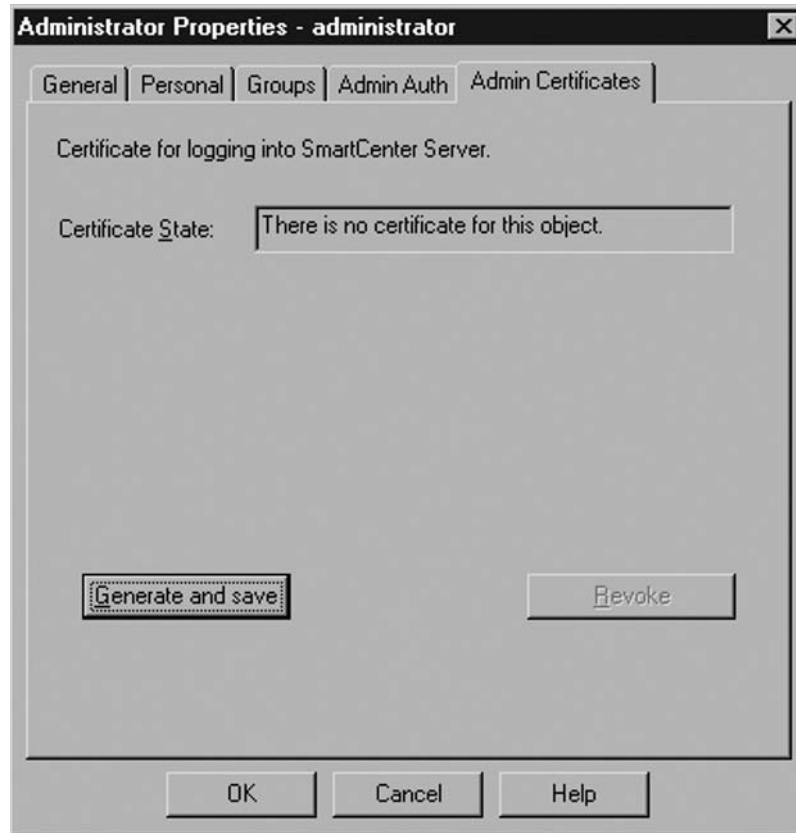 Administrator Properties - administrator
General Personal Groups Admin Auth Admin Certificates
Certificate for logging into SmartCenter Server.
Certificate State: There is no certificate for this object.
Generate and save Revoke
OK Cancel Help